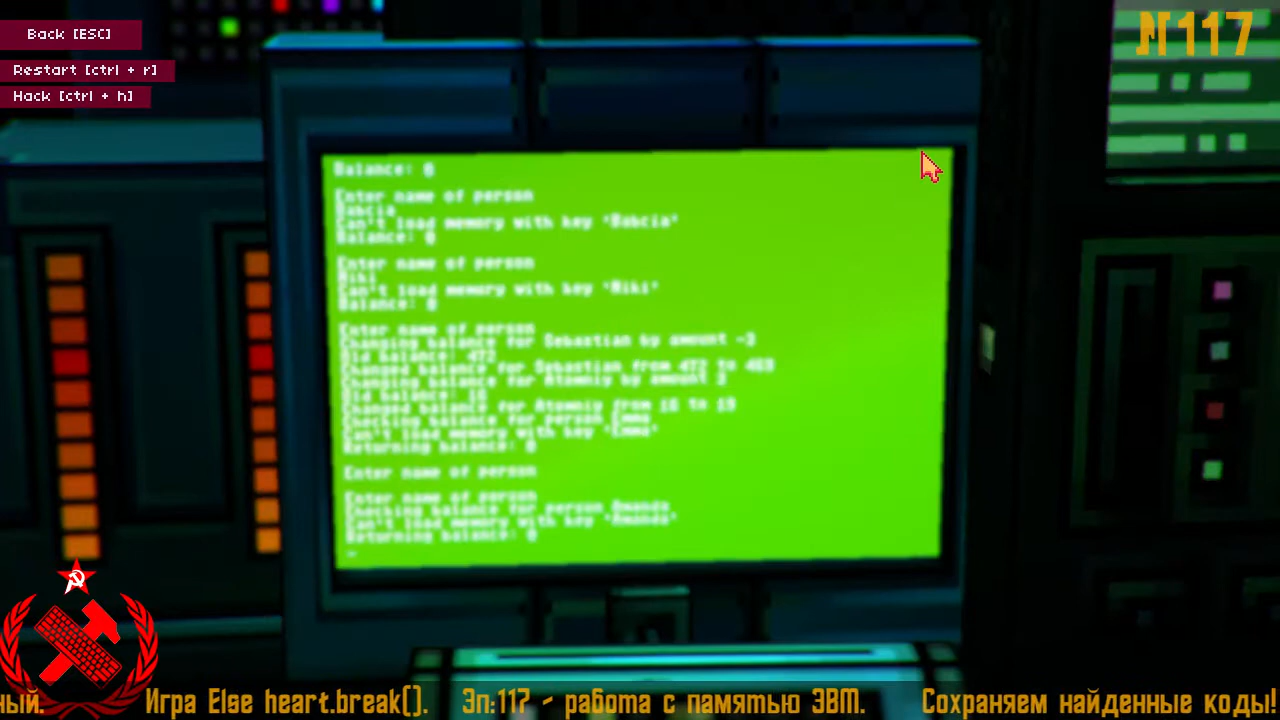 Back [ESC]
Restart [ctrl + r]
Hack [ctrl + h]
№117
Balance: 0
Enter name of person
Babcia
Can't load memory with key 'Babcia'
Balance: 0
Enter name of person
Miki
Can't load memory with key 'Miki'
Balance: 0
Enter name of person
Changing balance for Sebastian by amount -3
Old balance: 472
Changed balance for Sebastian from 472 to 469
Changing balance for Atomnip by amount 3
Old balance: 16
Changed balance for Atomnip from 16 to 19
Checking balance for person Emma
Can't load memory with key 'Emma'
Returning balance: 0
Enter name of person
Enter name of person
Checking balance for person Amanda
Can't load memory with key 'Amanda'
Returning balance: 0
ный. Игра Else heart.break(). Эп:117 - работа с памятью ЭВМ. Сохраняем найденные коды!